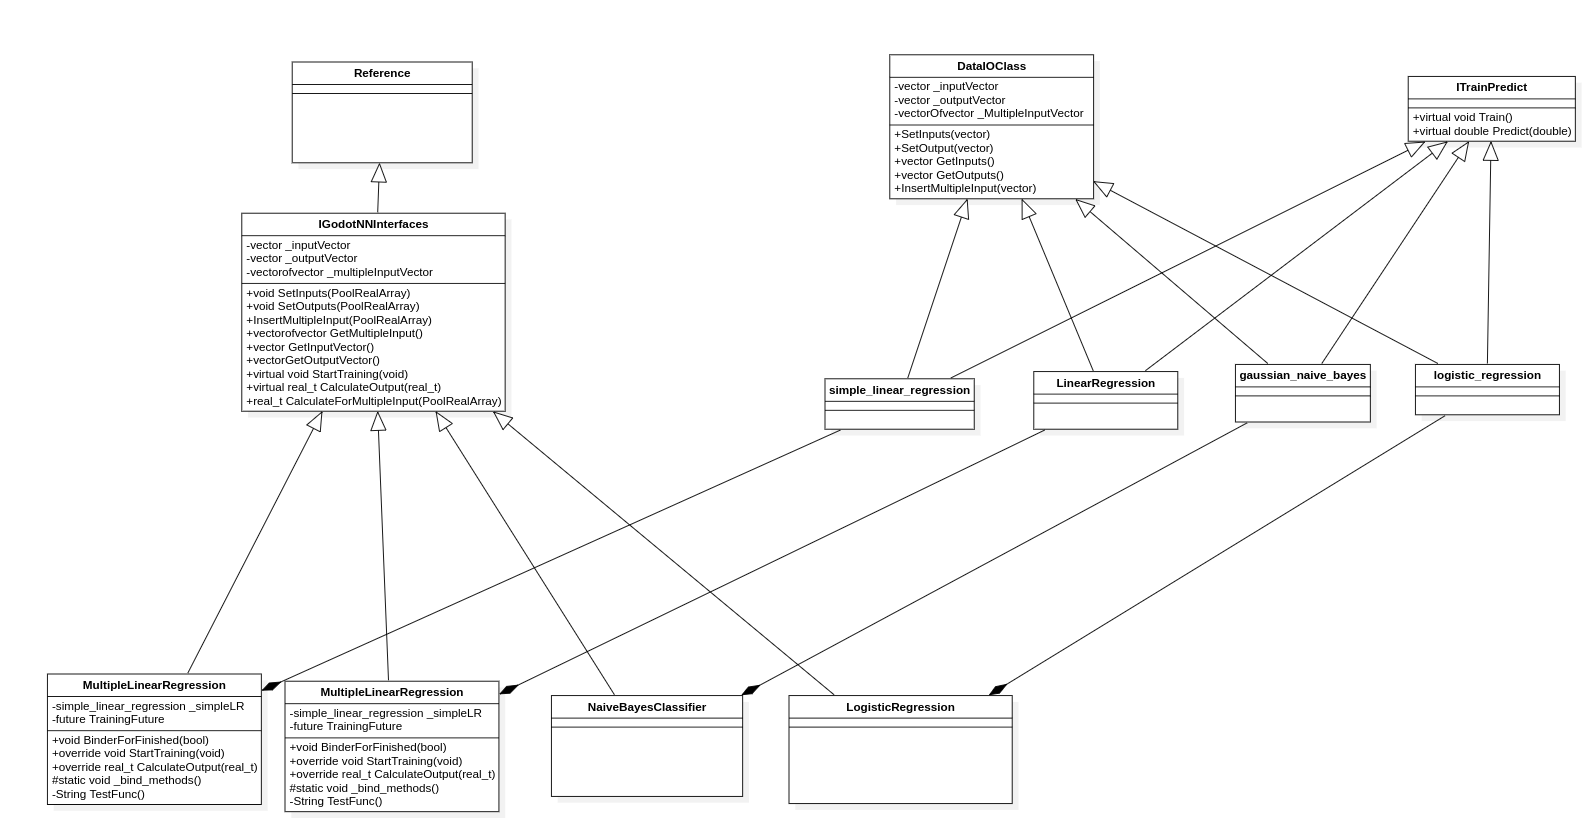 Reference
IGodotNNInterfaces
-vector _inputVector
-vector _outputVector
-vectorofvector _multipleInputVector
+void SetInputs(PoolRealArray)
+void SetOutputs(PoolRealArray)
+InsertMultipleInput(PoolRealArray)
+vectorofvector GetMultipleInput()
+vector GetInputVector()
+vectorGetOutputVector()
+virtual void StartTraining(void)
+virtual real_t CalculateOutput(real_t)
+real_t CalculateForMultipleInput(PoolRealArray)
DataIOClass
-vector _inputVector
-vector _outputVector
-vectorOfvector _MultipleInputVector
+SetInputs(vector)
+SetOutput(vector)
+vector GetInputs()
+vector GetOutputs()
+InsertMultipleInput(vector)
ITrainPredict
+virtual void Train()
+virtual double Predict(double)
simple_linear_regression
LinearRegression
gaussian_naive_bayes
logistic_regression
MultipleLinearRegression
-simple_linear_regression _simpleLR
-future TrainingFuture
+void BinderForFinished(bool)
+override void StartTraining(void)
+override real_t CalculateOutput(real_t)
#static void _bind_methods()
-String TestFunc()
MultipleLinearRegression
-simple_linear_regression _simpleLR
-future TrainingFuture
+void BinderForFinished(bool)
+override void StartTraining(void)
+override real_t CalculateOutput(real_t)
#static void _bind_methods()
-String TestFunc()
NaiveBayesClassifier
LogisticRegression